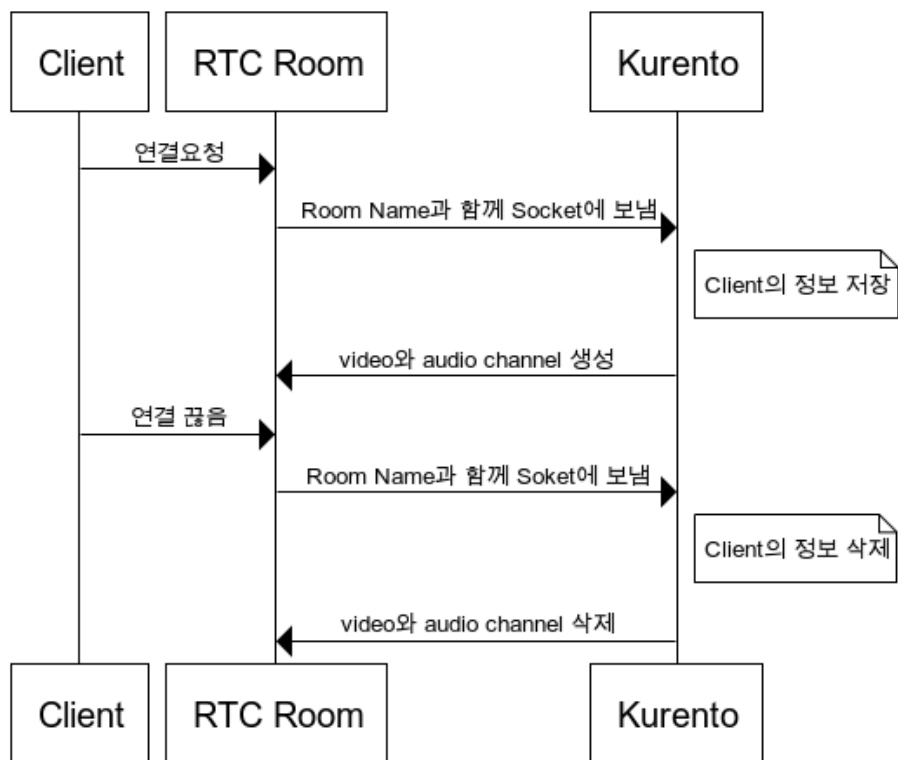 Client
RTC Room
Kurento
연결요청
Room Name과 함께 Socket에 보냄
Client의 정보 저장
video와 audio channel 생성
연결 끊음
Room Name과 함께 Soket에 보냄
Client의 정보 삭제
video와 audio channel 삭제
Client
RTC Room
Kurento